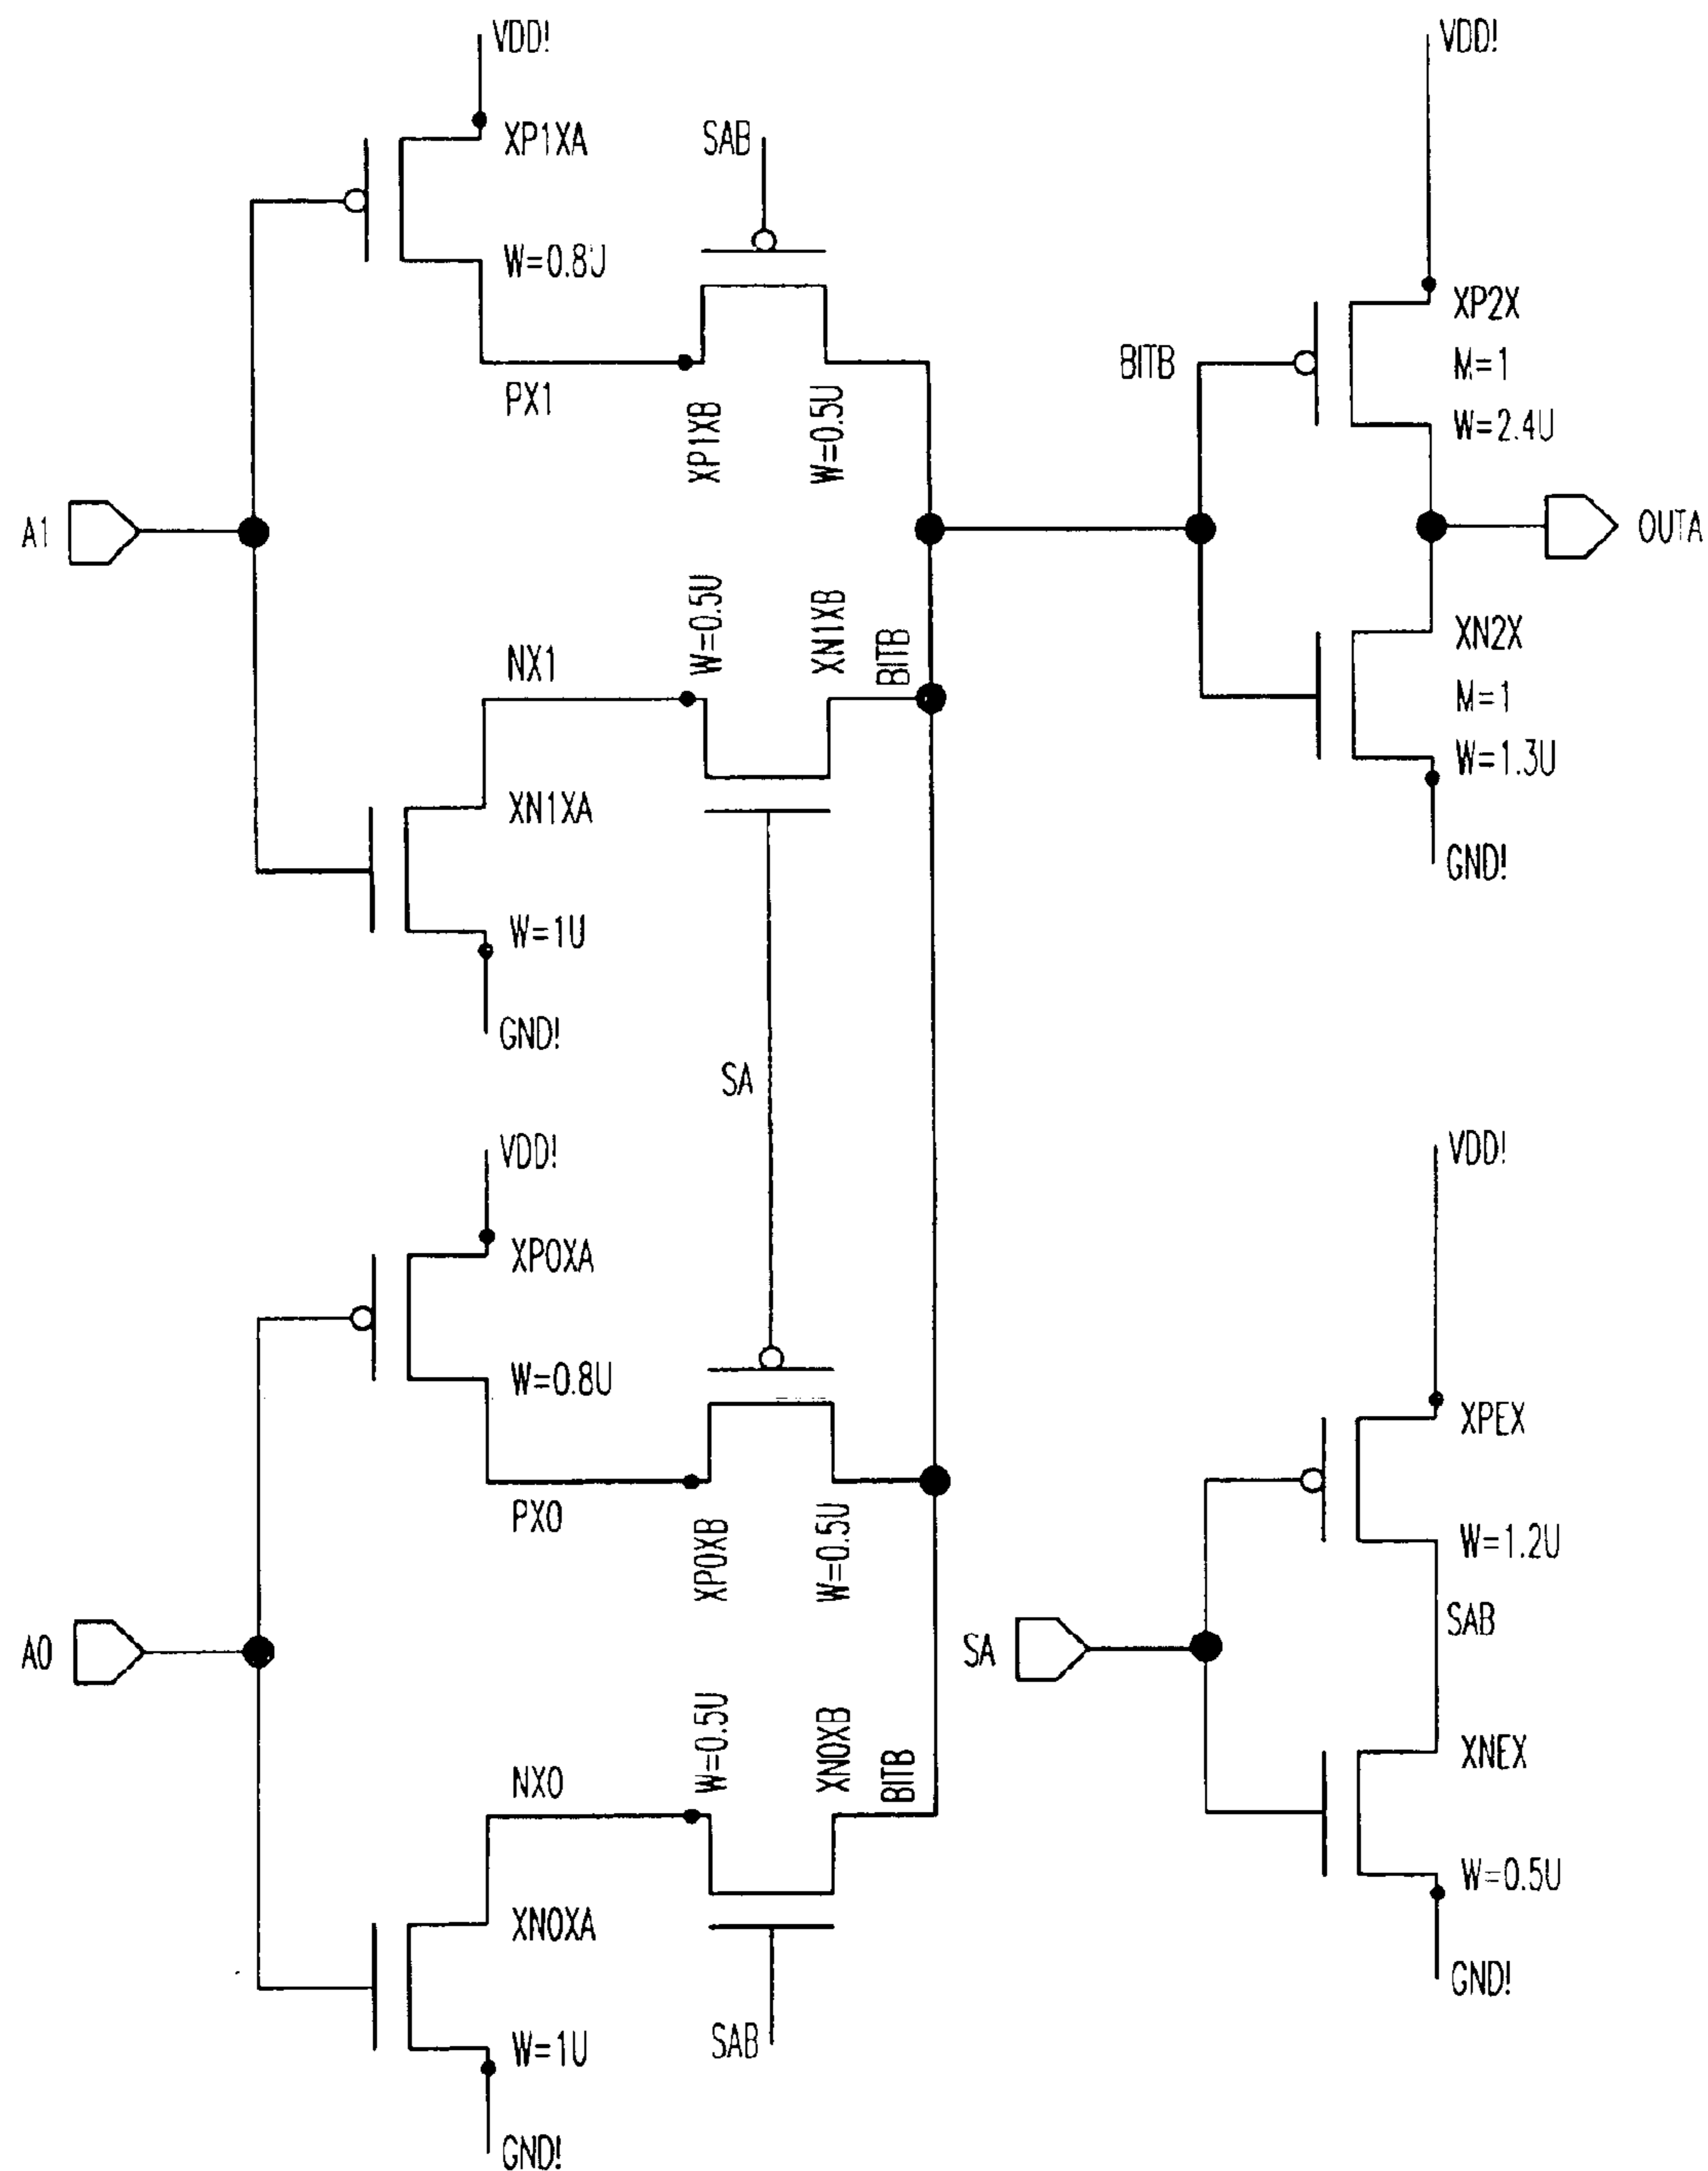 VDD!
XP1XA
W=0.8U
SAB
PX1
XP1XB
W=0.5U
A1
W=0.5U
XN1XB
BITB
NX1
XN1XA
W=1U
GND!
SA
VDD!
XP2X
BITB
M=1
W=2.4U
OUTA
XN2X
M=1
W=1.3U
GND!
VDD!
XP0XA
W=0.8U
PX0
XP0XB
W=0.5U
A0
W=0.5U
XN0XB
BITB
NX0
XN0XA
W=1U
SAB
GND!
VDD!
XPEX
W=1.2U
SAB
SA
XNEX
W=0.5U
GND!